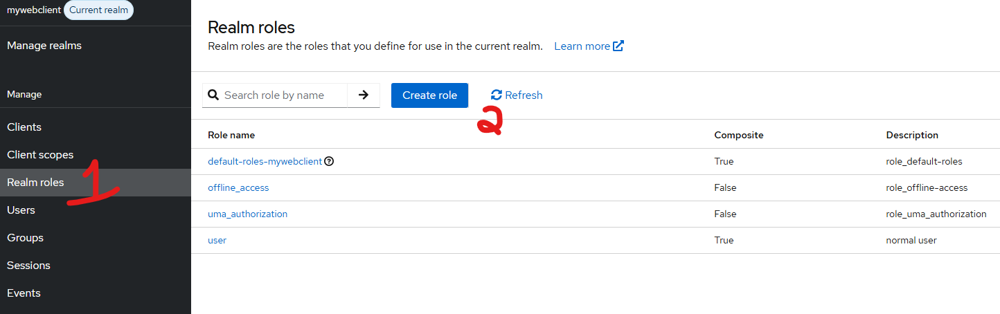 mywebclient Current realm
Manage realms
Manage
Clients
Client scopes
Realm roles 1
Users
Groups
Sessions
Events
Realm roles
Realm roles are the roles that you define for use in the current realm. Learn more
Search role by name Create role Refresh
2
Role name Composite Description
default-roles-mywebclient True role_default-roles
offline_access False role_offline-access
uma_authorization False role_uma_authorization
user True normal user